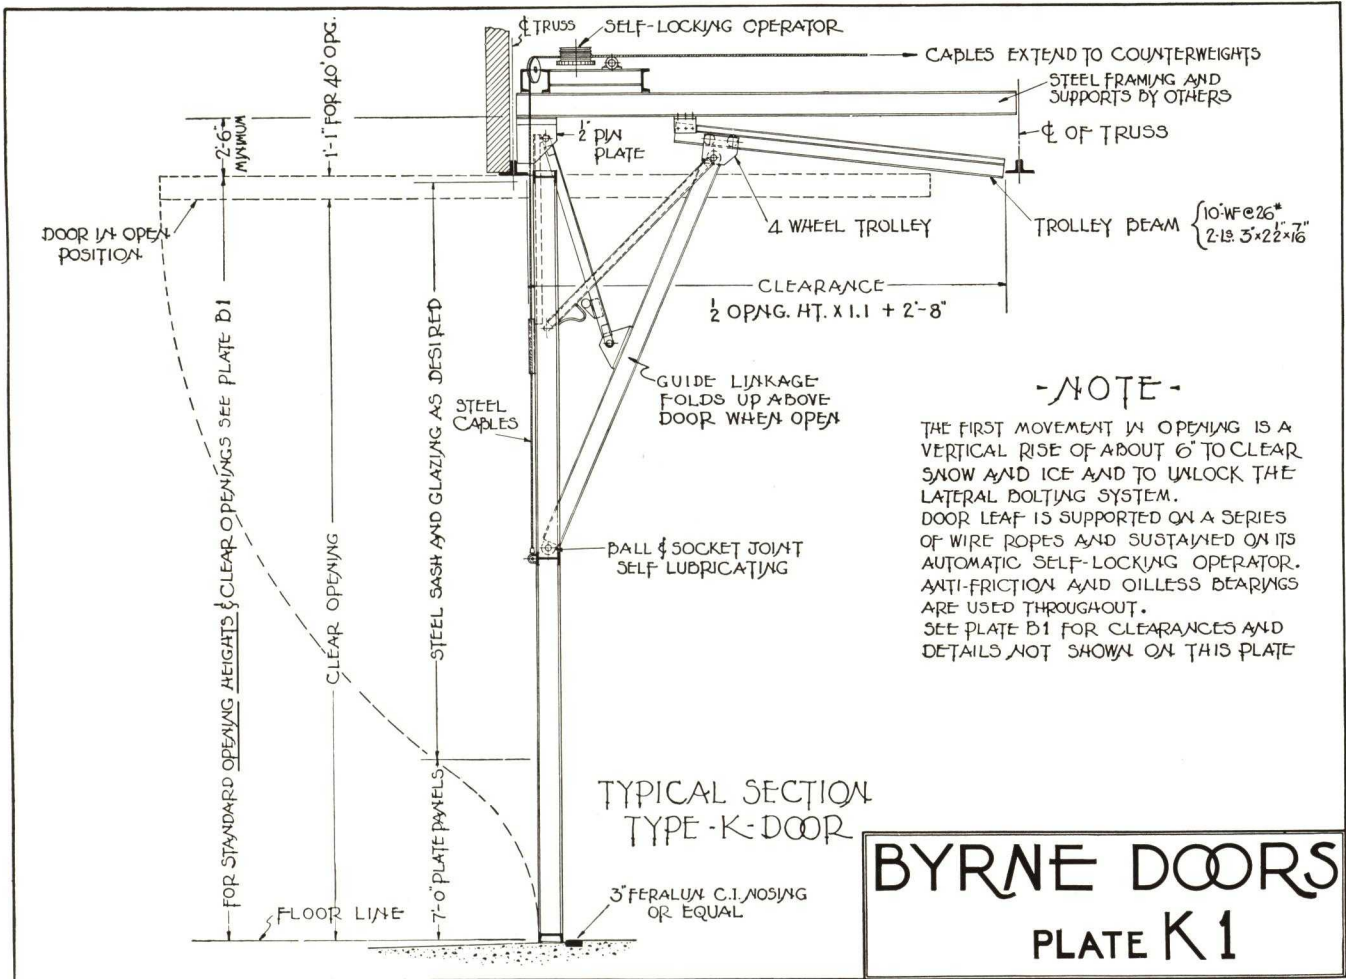 ℄ TRUSS
SELF-LOCKING OPERATOR
CABLES EXTEND TO COUNTERWEIGHTS
STEEL FRAMING AND
SUPPORTS BY OTHERS
℄ OF TRUSS
1'-1" FOR 40' OPG.
2'-6"
MINIMUM
1/2" PIN
PLATE
4 WHEEL TROLLEY
TROLLEY BEAM
10" WF @ 26#
2-Ls. 3"x2 1/2"x 7/16"
DOOR IN OPEN
POSITION
CLEARANCE
1/2 OPNG. HT. X 1.1 + 2'-8"
GUIDE LINKAGE
FOLDS UP ABOVE
DOOR WHEN OPEN
STEEL
CABLES
FOR STANDARD OPENING HEIGHTS & CLEAR OPENINGS SEE PLATE B1
CLEAR OPENING
STEEL SASH AND GLAZING AS DESIRED
7'-0" PLATE PANELS
BALL & SOCKET JOINT
SELF LUBRICATING
-NOTE-
THE FIRST MOVEMENT IN OPENING IS A
VERTICAL RISE OF ABOUT 6" TO CLEAR
SNOW AND ICE AND TO UNLOCK THE
LATERAL BOLTING SYSTEM.
DOOR LEAF IS SUPPORTED ON A SERIES
OF WIRE ROPES AND SUSTAINED ON ITS
AUTOMATIC SELF-LOCKING OPERATOR.
ANTI-FRICTION AND OILLESS BEARINGS
ARE USED THROUGHOUT.
SEE PLATE B1 FOR CLEARANCES AND
DETAILS NOT SHOWN ON THIS PLATE
TYPICAL SECTION
TYPE-K-DOOR
3" FERALUN C.I. NOSING
OR EQUAL
FLOOR LINE
BYRNE DOORS
PLATE K1